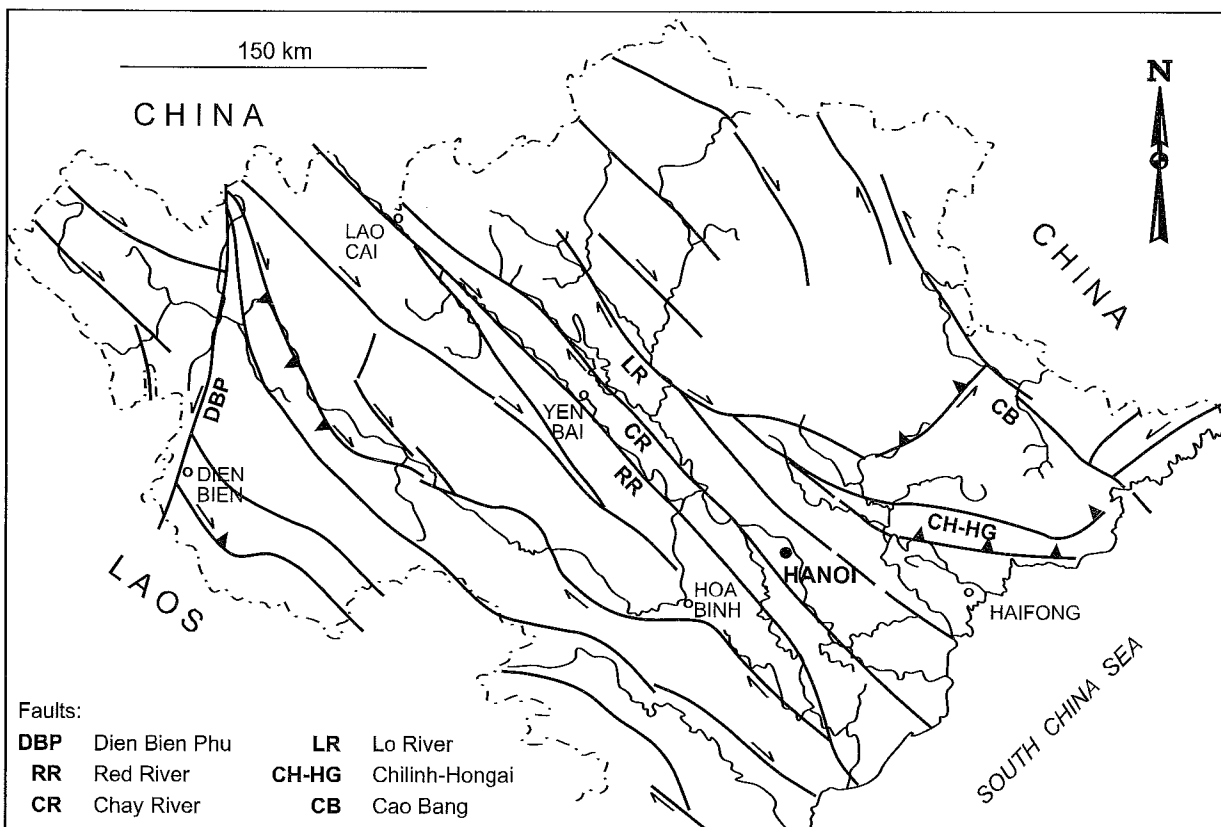 150 km
N
CHINA
CHINA
LAO
CAI
LR
DBP
CB
YEN
BAI
CR
RR
DIEN
BIEN
CH-HG
HANOI
LAOS
HOA
BINH
HAIFONG
SOUTH CHINA SEA
Faults:
DBP Dien Bien Phu LR Lo River
RR Red River CH-HG Chilinh-Hongai
CR Chay River CB Cao Bang